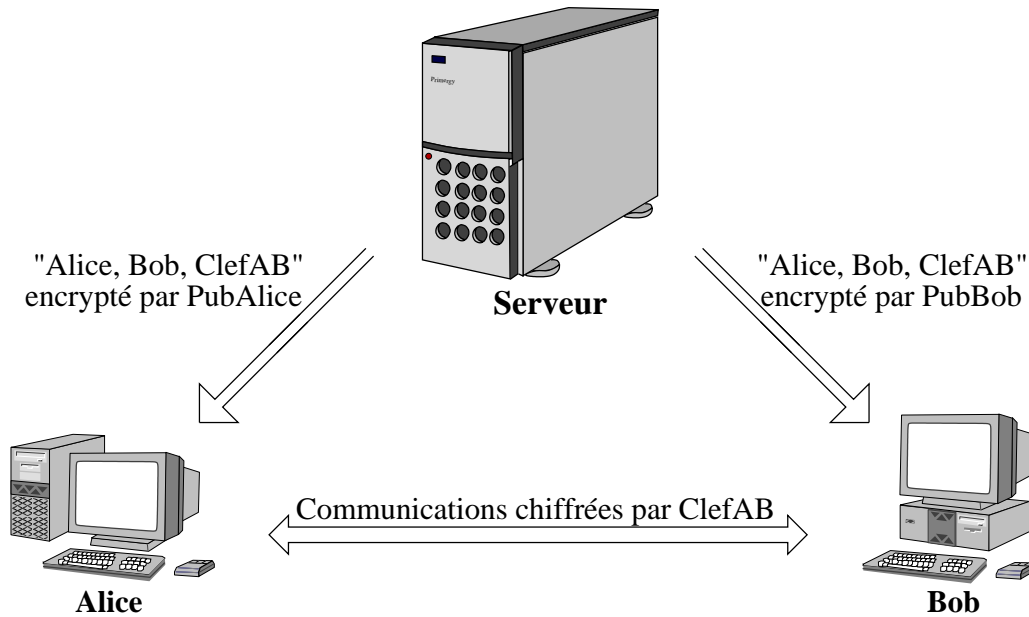 Primergy
"Alice, Bob, ClefAB"
encrypté par PubAlice
"Alice, Bob, ClefAB"
encrypté par PubBob
Serveur
Communications chiffrées par ClefAB
Alice
Bob